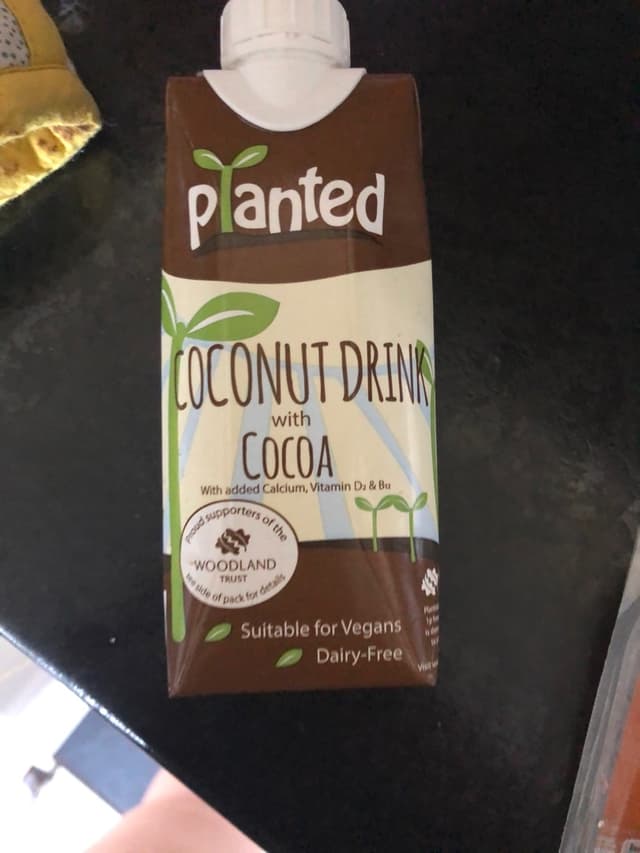 planted
COCONUT DRINK
with
COCOA
With added Calcium, Vitamin D2 & B12
Proud supporters of the
WOODLAND
TRUST
see side of pack for details
Suitable for Vegans
Dairy-Free